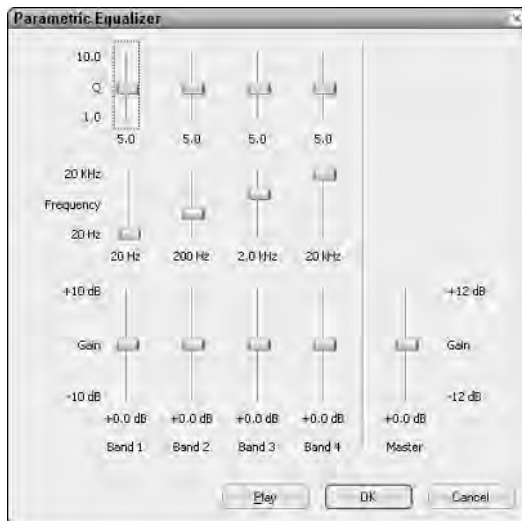 Parametric Equalizer
10.0
Q
1.0
5.0 5.0 5.0 5.0
20 KHz
Frequency
20 Hz
20 Hz 200 Hz 2.0 kHz 20 kHz
+10 dB +12 dB
Gain Gain
-10 dB -12 dB
+0.0 dB +0.0 dB +0.0 dB +0.0 dB +0.0 dB
Band 1 Band 2 Band 3 Band 4 Master
Play OK Cancel